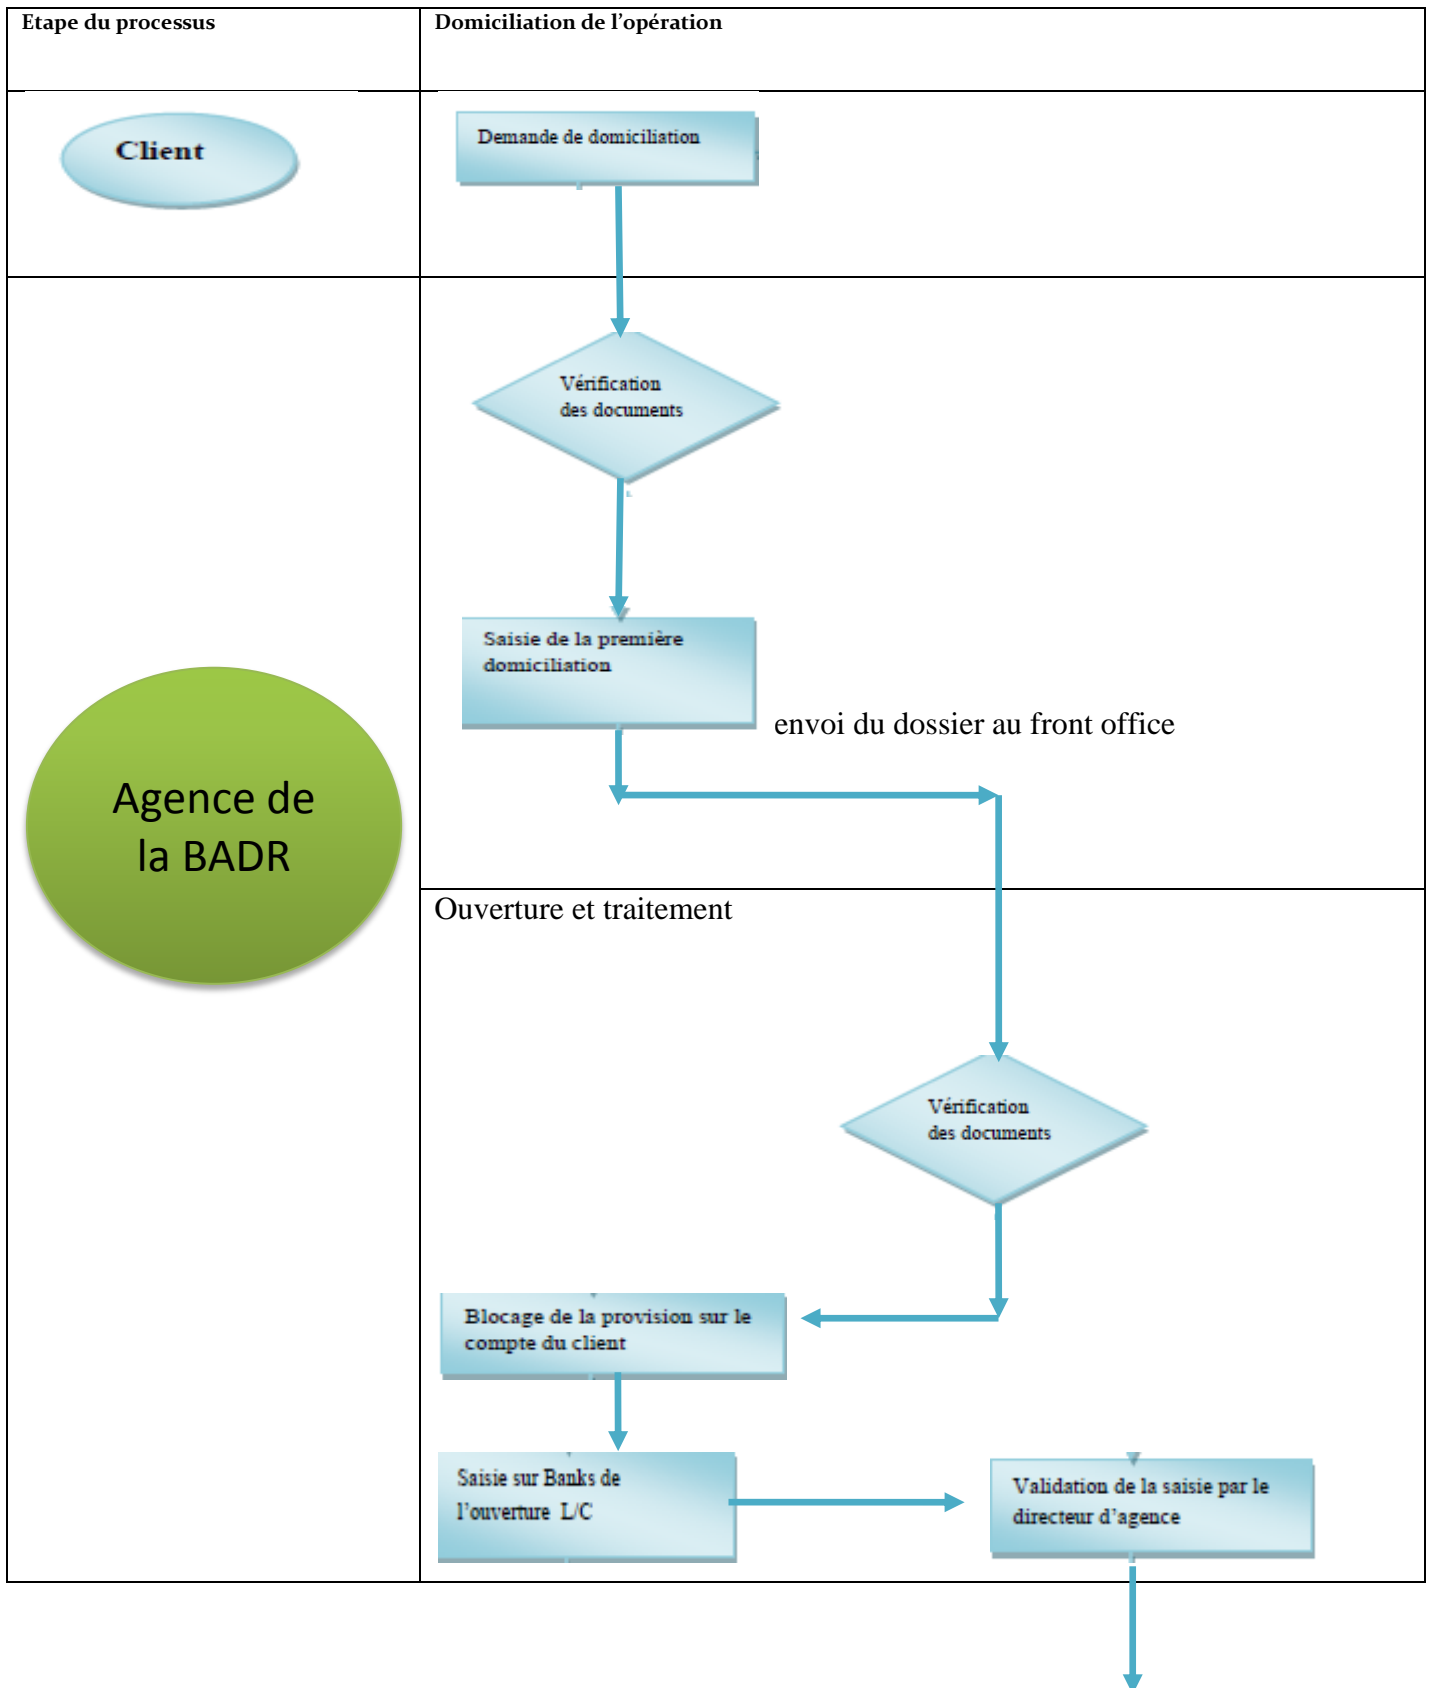 Etape du processus
Domiciliation de l’opération
Client
Demande de domiciliation
Vérification
des documents
Saisie de la première
domiciliation
envoi du dossier au front office
Agence de
la BADR
Ouverture et traitement
Vérification
des documents
Blocage de la provision sur le
compte du client
Saisie sur Banks de
l’ouverture L/C
Validation de la saisie par le
directeur d’agence